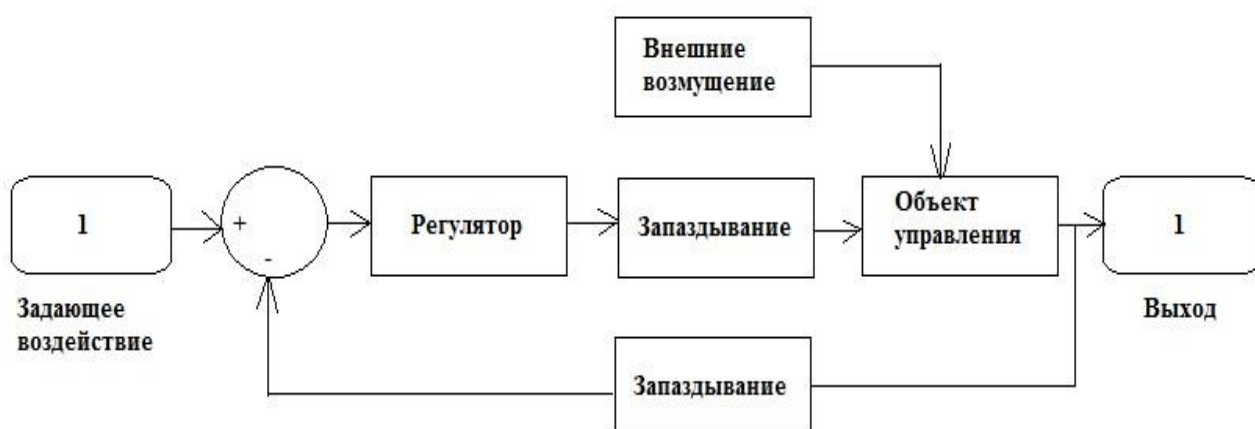 Внешние
возмущение
1
+
-
Регулятор
Запаздывание
Объект
управления
1
Задающее
воздействие
Выход
Запаздывание